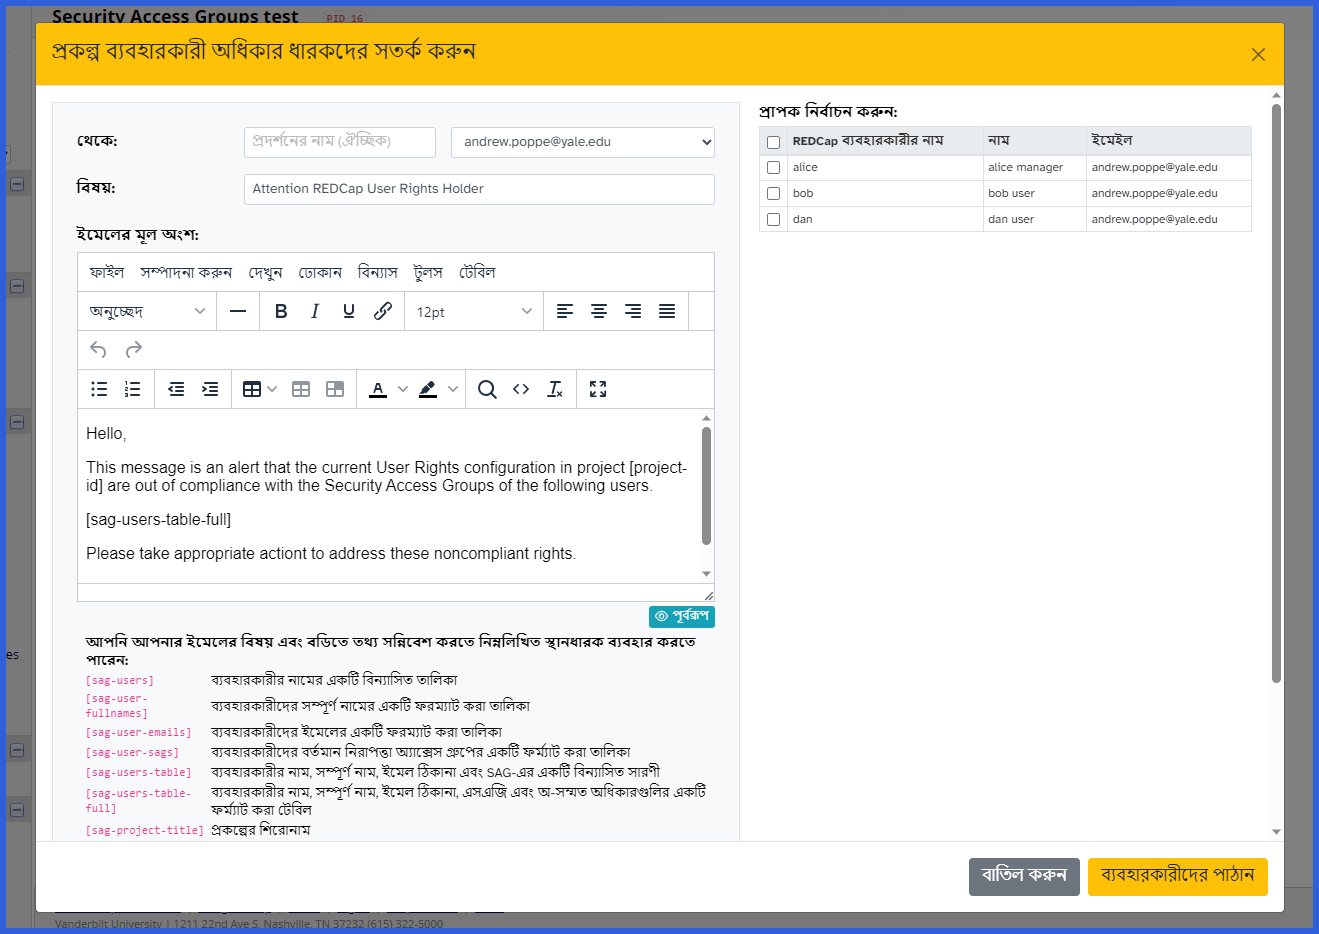 Security Access Groups test PID 16
প্রকল্প ব্যবহারকারী অধিকার ধারকদের সতর্ক করুন
থেকে: প্রদর্শনের নাম (ঐচ্ছিক) andrew.poppe@yale.edu
বিষয়: Attention REDCap User Rights Holder
ইমেলের মূল অংশ:
ফাইল সম্পাদনা করুন দেখুন ঢোকান বিন্যাস টুলস টেবিল
অনুচ্ছেদ 12pt
Hello,
This message is an alert that the current User Rights configuration in project [project-
id] are out of compliance with the Security Access Groups of the following users.
[sag-users-table-full]
Please take appropriate actiont to address these noncompliant rights.
পূর্বরূপ
আপনি আপনার ইমেলের বিষয় এবং বডিতে তথ্য সন্নিবেশ করতে নিম্নলিখিত স্থানধারক ব্যবহার করতে
পারেন:
[sag-users] ব্যবহারকারীর নামের একটি বিন্যাসিত তালিকা
[sag-user-
fullnames] ব্যবহারকারীদের সম্পূর্ণ নামের একটি ফরম্যাট করা তালিকা
[sag-user-emails] ব্যবহারকারীদের ইমেলের একটি ফরম্যাট করা তালিকা
[sag-user-sags] ব্যবহারকারীদের বর্তমান নিরাপত্তা অ্যাক্সেস গ্রুপের একটি ফর্ম্যাট করা তালিকা
[sag-users-table] ব্যবহারকারীর নাম, সম্পূর্ণ নাম, ইমেল ঠিকানা এবং SAG-এর একটি বিন্যাসিত সারণী
[sag-users-table- ব্যবহারকারীর নাম, সম্পূর্ণ নাম, ইমেল ঠিকানা, এসএজি এবং অ-সম্মত অধিকারগুলির একটি
full] ফর্ম্যাট করা টেবিল
[sag-project-title] প্রকল্পের শিরোনাম
প্রাপক নির্বাচন করুন:
REDCap ব্যবহারকারীর নাম নাম ইমেইল
alice alice manager andrew.poppe@yale.edu
bob bob user andrew.poppe@yale.edu
dan dan user andrew.poppe@yale.edu
বাতিল করুন ব্যবহারকারীদের পাঠান
es
Vanderbilt University | 1211 22nd Ave S, Nashville, TN 37232 (615) 322-5000